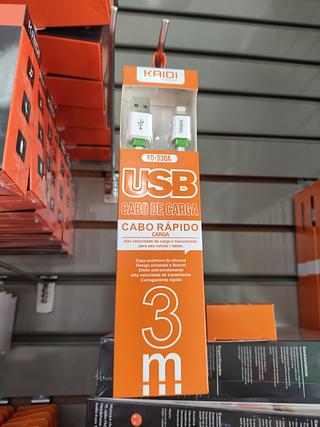 KAIDI
KD-330A
USB
CABO DE CARGA
CABO RÁPIDO
CARGA
Alta velocidade de carga e transmissão
para seu celular / tablet.
Capa protetora de silicone
Design achatado e flexível
Efeito anti-enrolamento
Alta velocidade de transmissão
Carregamento rápido
3
m